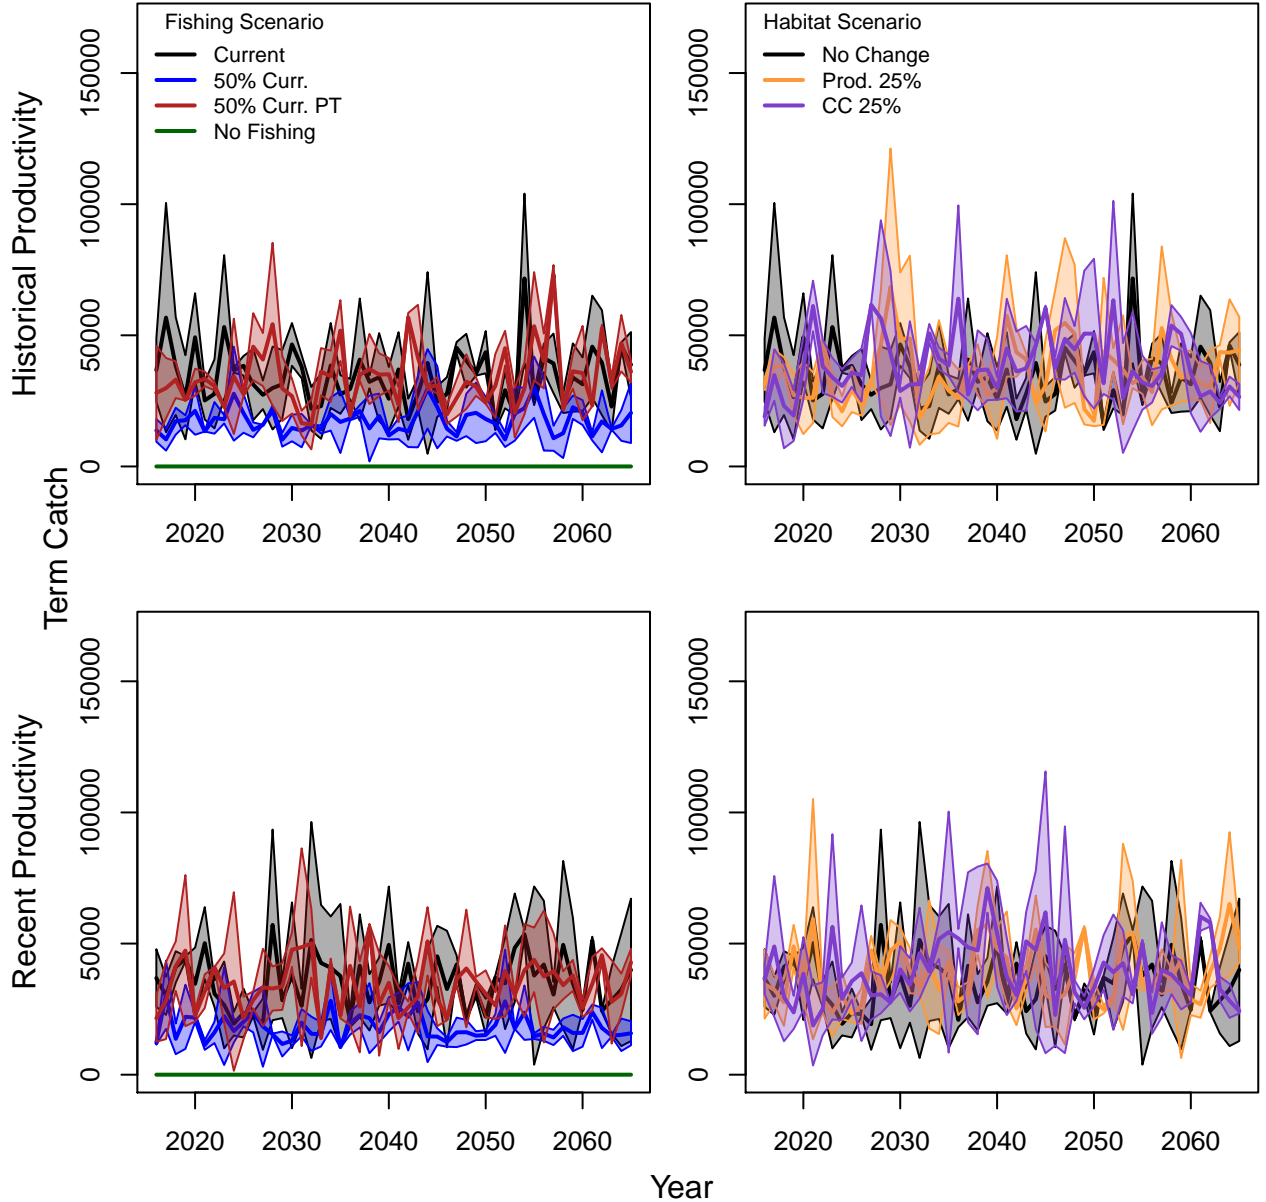 Fishing Scenario
Current
50% Curr.
50% Curr. PT
No Fishing
Habitat Scenario
No Change
Prod. 25%
CC 25%
Historical Productivity
150000
100000
50000
0
150000
100000
50000
0
2020 2030 2040 2050 2060
2020 2030 2040 2050 2060
Term Catch
Recent Productivity
150000
100000
50000
0
150000
100000
50000
0
2020 2030 2040 2050 2060
2020 2030 2040 2050 2060
Year